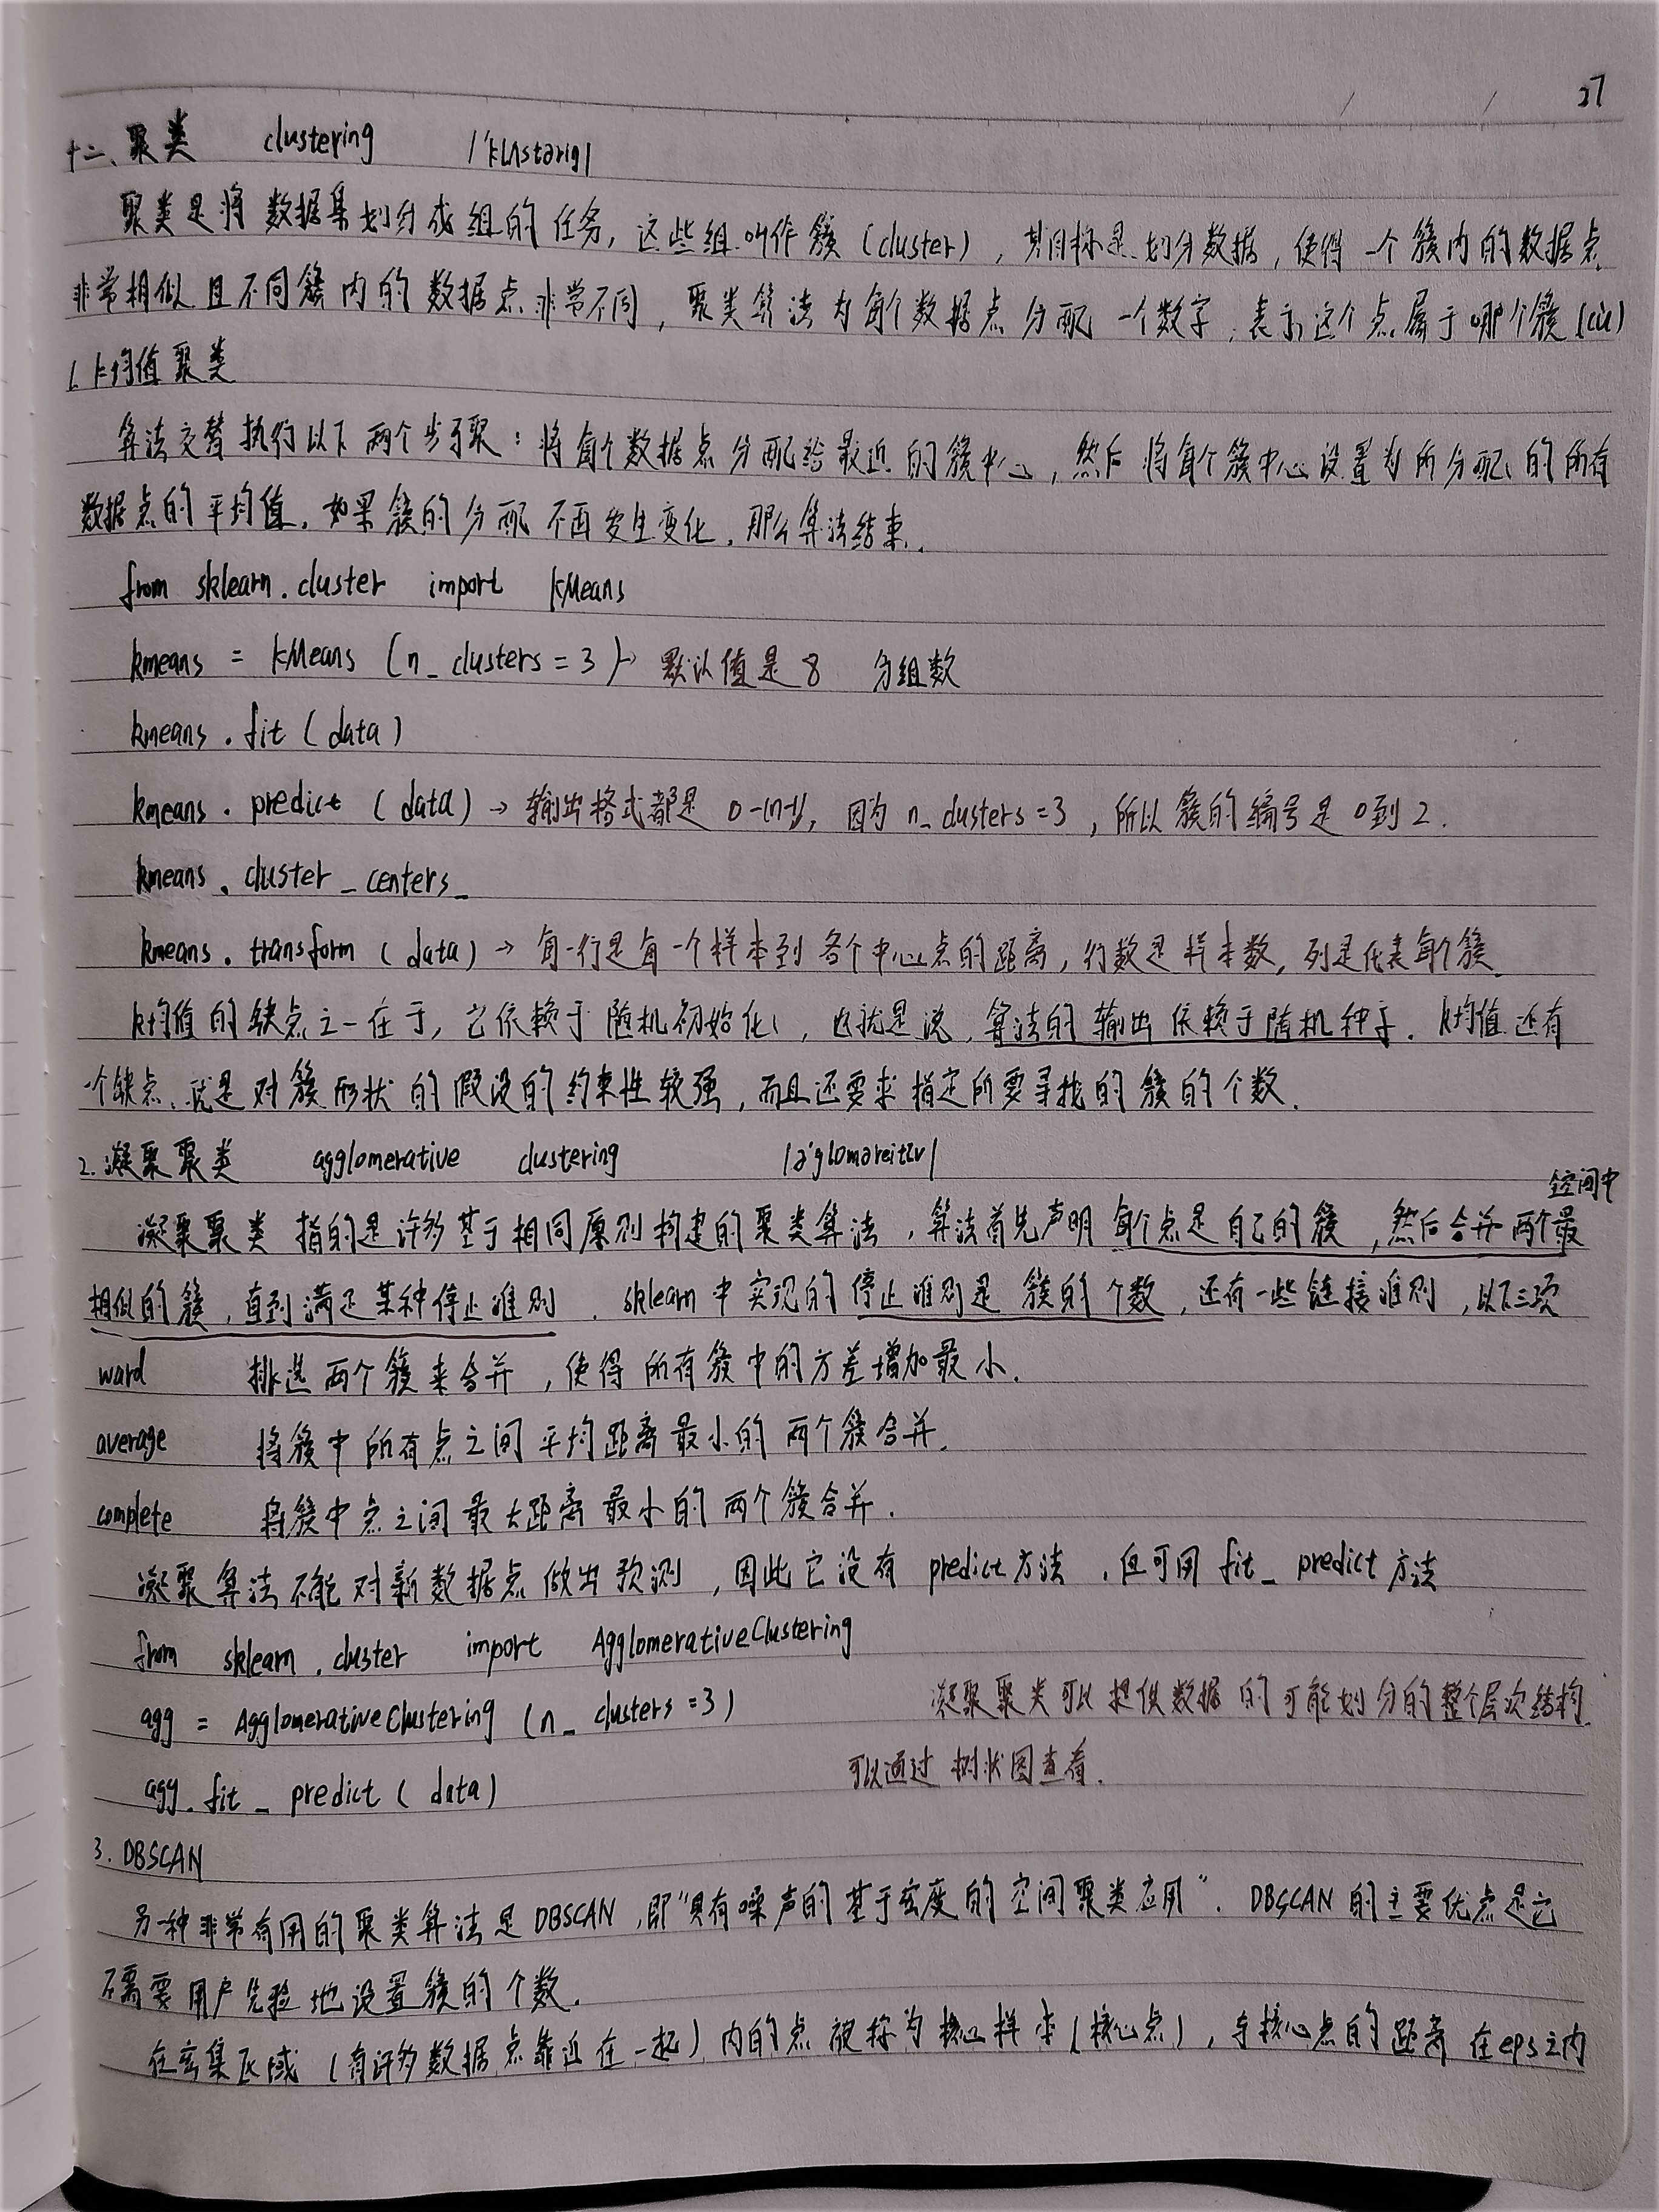 27
十二、聚类 clustering /'klʌstərɪŋ/
聚类是将数据集划分成组的任务, 这些组叫作簇 (cluster) , 其目标是划分数据, 使得一个簇内的数据点
非常相似且不同簇内的数据点非常不同, 聚类算法为每个数据点分配一个数字, 表示这个点属于哪个簇 (cù)
1. k均值聚类
算法交替执行以下两个步骤: 将每个数据点分配给最近的簇中心, 然后将每个簇中心设置为所分配的所有
数据点的平均值. 如果簇的分配不再发生变化, 那么算法结束.
from sklearn.cluster import KMeans
kmeans = KMeans (n_clusters=3) → 默认值是8 分组数
kmeans.fit(data)
kmeans.predict (data) → 输出格式都是 0-(n-1), 因为 n_clusters=3, 所以簇的编号是0到2.
kmeans.cluster_centers_
kmeans.transform (data) → 每一行是每一个样本到各个中心点的距离, 行数是样本数, 列是代表每个簇.
k均值的缺点之一在于, 它依赖于随机初始化, 也就是说, 算法的输出依赖于随机种子. k均值还有
一个缺点, 就是对簇形状的假设的约束性较强, 而且还要求指定所要寻找的簇的个数.
2. 凝聚聚类 agglomerative clustering /ə'glɒməreɪtɪv/
空间中
凝聚聚类指的是许多基于相同原则构建的聚类算法, 算法首先声明每个点是自己的簇, 然后合并两个最
相似的簇, 直到满足某种停止准则. sklearn中实现的停止准则是簇的个数, 还有一些链接准则, 以下三项
ward 挑选两个簇来合并, 使得所有簇中的方差增加最小.
average 将簇中所有点之间平均距离最小的两个簇合并.
complete 将簇中点之间最大距离最小的两个簇合并.
凝聚算法不能对新数据点做出预测, 因此它没有 predict 方法, 但可用 fit_predict 方法
from sklearn.cluster import AgglomerativeClustering
agg = AgglomerativeClustering (n_clusters=3) 凝聚聚类可以提供数据的可能划分的整个层次结构.
可以通过树状图查看.
agg.fit_predict (data)
3. DBSCAN
另一种非常有用的聚类算法是DBSCAN, 即"具有噪声的基于密度的空间聚类应用". DBSCAN的主要优点是它
不需要用户先验地设置簇的个数.
在密集区域 (有许多数据点靠近在一起) 内的点被称为核心样本 (核心点), 与核心点的距离在eps之内